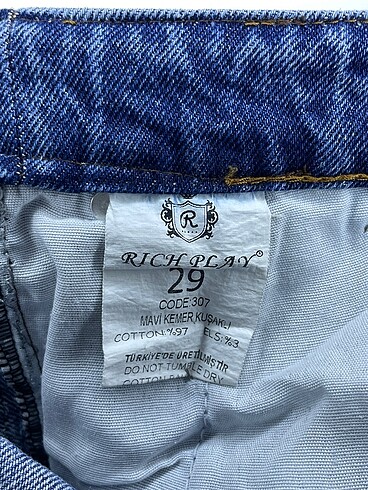 R
RICH PLAY®
29
CODE:307
MAVİ KEMER KUŞAKLI
COTTON:%97 ELS:%3
TÜRKİYE'DE ÜRETİLMİŞTİR
DO NOT TUMBLE DRY
COTTON